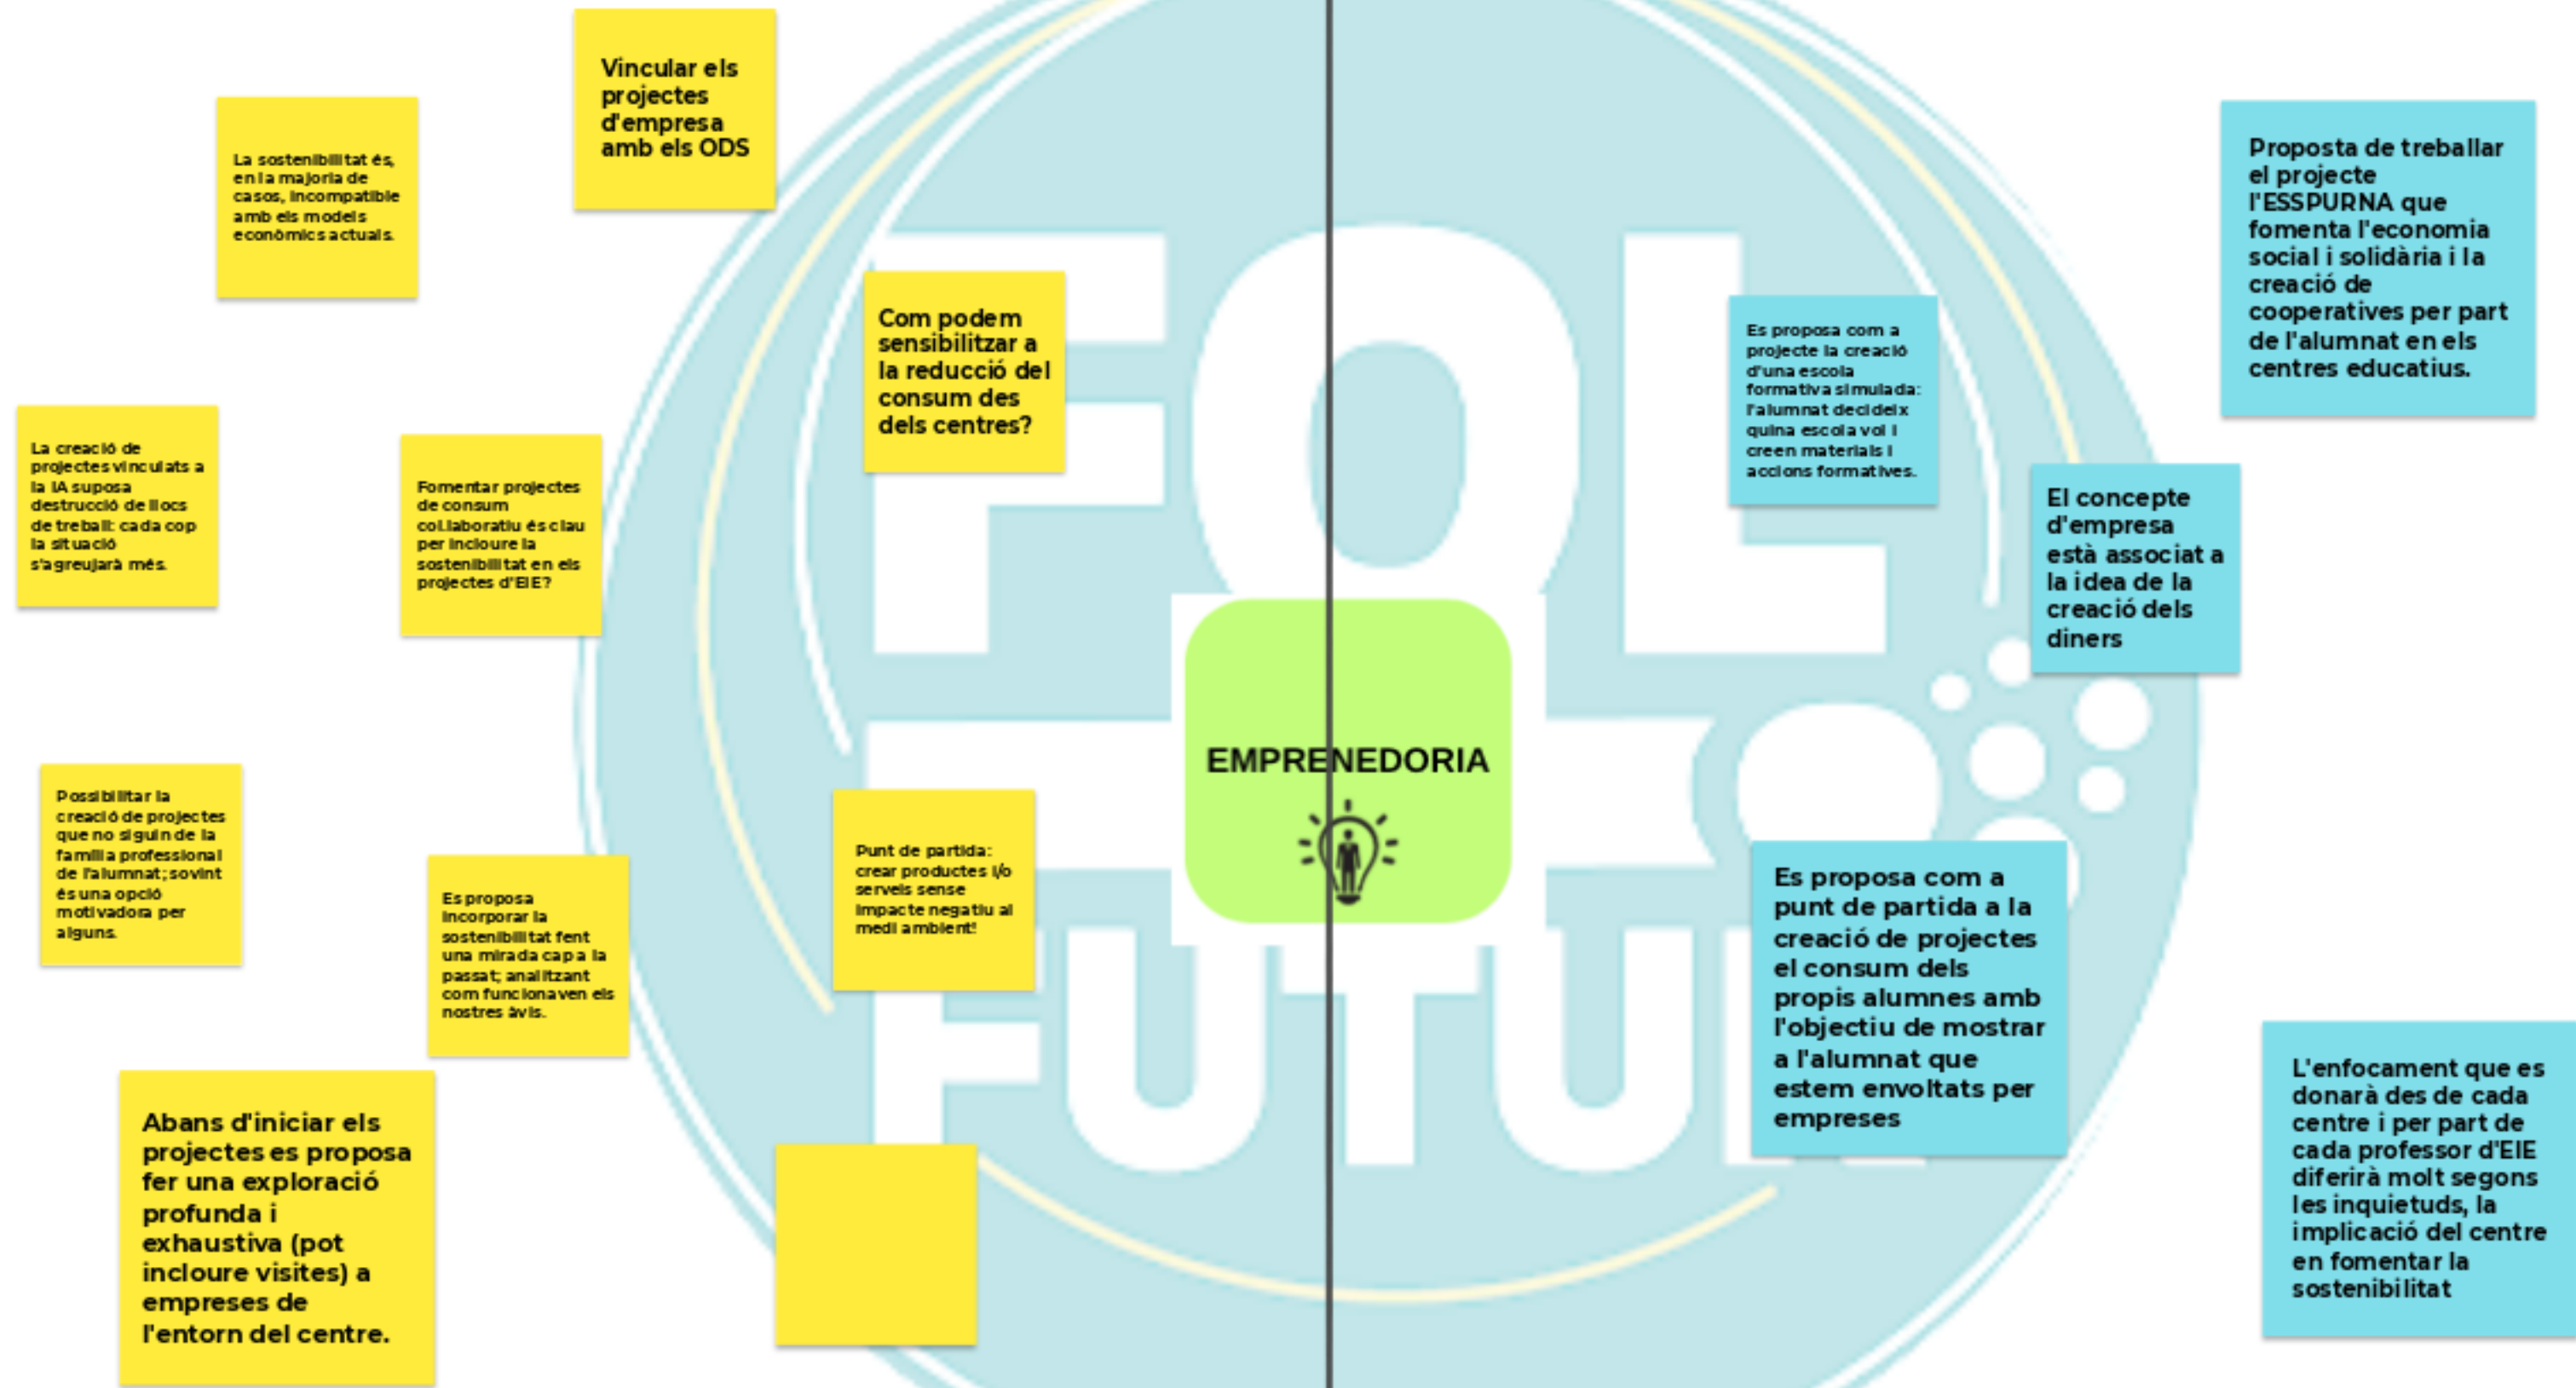 Vincular els
projectes
d'empresa
amb els ODS
La sostenibilitat és,
en la majoria de
casos, incompatible
amb els models
econòmics actuals.
Com podem
sensibilitzar a
la reducció del
consum des
dels centres?
La creació de
projectes vinculats a
la IA suposa
destrucció de llocs
de treball: cada cop
la situació
s'agreujarà més.
Fomentar projectes
de consum
col.laboratiu és clau
per incloure la
sostenibilitat en els
projectes d'EIE?
Possibilitar la
creació de projectes
que no siguin de la
família professional
de l'alumnat; sovint
és una opció
motivadora per
alguns.
Es proposa
incorporar la
sostenibilitat fent
una mirada cap a la
passat; analitzant
com funcionaven els
nostres àvis.
Punt de partida:
crear productes i/o
serveis sense
impacte negatiu al
medi ambient!
Abans d'iniciar els
projectes es proposa
fer una exploració
profunda i
exhaustiva (pot
incloure visites) a
empreses de
l'entorn del centre.
FOL
EMPRENEDORIA
FUTUR
Proposta de treballar
el projecte
l'ESSPURNA que
fomenta l'economia
social i solidària i la
creació de
cooperatives per part
de l'alumnat en els
centres educatius.
Es proposa com a
projecte la creació
d'una escola
formativa simulada:
l'alumnat decideix
quina escola vol i
creen materials i
accions formatives.
El concepte
d'empresa
està associat a
la idea de la
creació dels
diners
Es proposa com a
punt de partida a la
creació de projectes
el consum dels
propis alumnes amb
l'objectiu de mostrar
a l'alumnat que
estem envoltats per
empreses
L'enfocament que es
donarà des de cada
centre i per part de
cada professor d'EIE
diferirà molt segons
les inquietuds, la
implicació del centre
en fomentar la
sostenibilitat